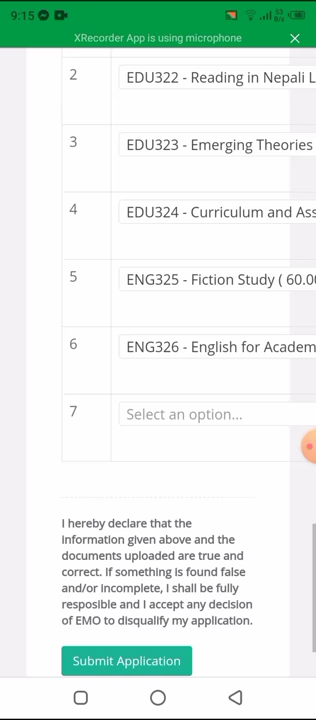 9:15
53 B/s
XRecorder App is using microphone
2 EDU322 - Reading in Nepali L
3 EDU323 - Emerging Theories
4 EDU324 - Curriculum and Ass
5 ENG325 - Fiction Study ( 60.00
6 ENG326 - English for Academ
7 Select an option...
I hereby declare that the
information given above and the
documents uploaded are true and
correct. If something is found false
and/or incomplete, I shall be fully
resposible and I accept any decision
of EMO to disqualify my application.
Submit Application